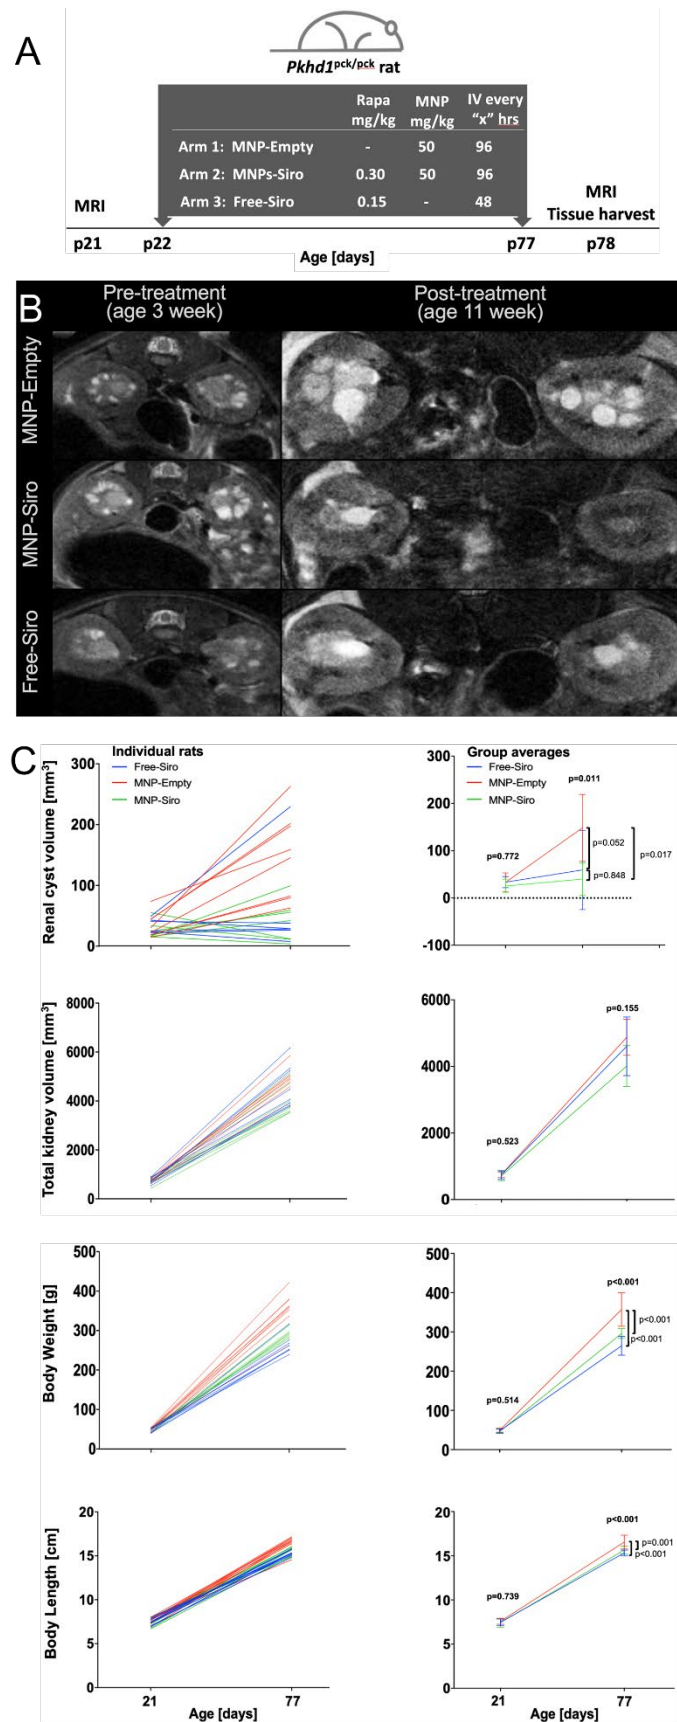 A
Pkhd1pck/pck rat
Rapa mg/kg MNP mg/kg IV every "x" hrs
Arm 1: MNP-Empty - 50 96
Arm 2: MNPs-Siro 0.30 50 96
Arm 3: Free-Siro 0.15 - 48
MRI
MRI
Tissue harvest
p21 p22 p77 p78
Age [days]
B
Pre-treatment
(age 3 week)
Post-treatment
(age 11 week)
MNP-Empty
MNP-Siro
Free-Siro
C
Individual rats
Free-Siro
MNP-Empty
MNP-Siro
Renal cyst volume [mm³]
300
200
100
0
Group averages
Free-Siro
MNP-Empty
MNP-Siro
300
200
100
0
-100
p=0.772
p=0.011
p=0.052
p=0.848
p=0.017
Total kidney volume [mm³]
8000
6000
4000
2000
0
6000
4000
2000
0
p=0.523
p=0.155
Body Weight [g]
500
400
300
200
100
0
500
400
300
200
100
0
p=0.514
p<0.001
p<0.001
p<0.001
Body Length [cm]
20
15
10
5
0
21 77
Age [days]
20
15
10
5
0
p=0.739
p<0.001
p=0.001
p<0.001
21 77
Age [days]